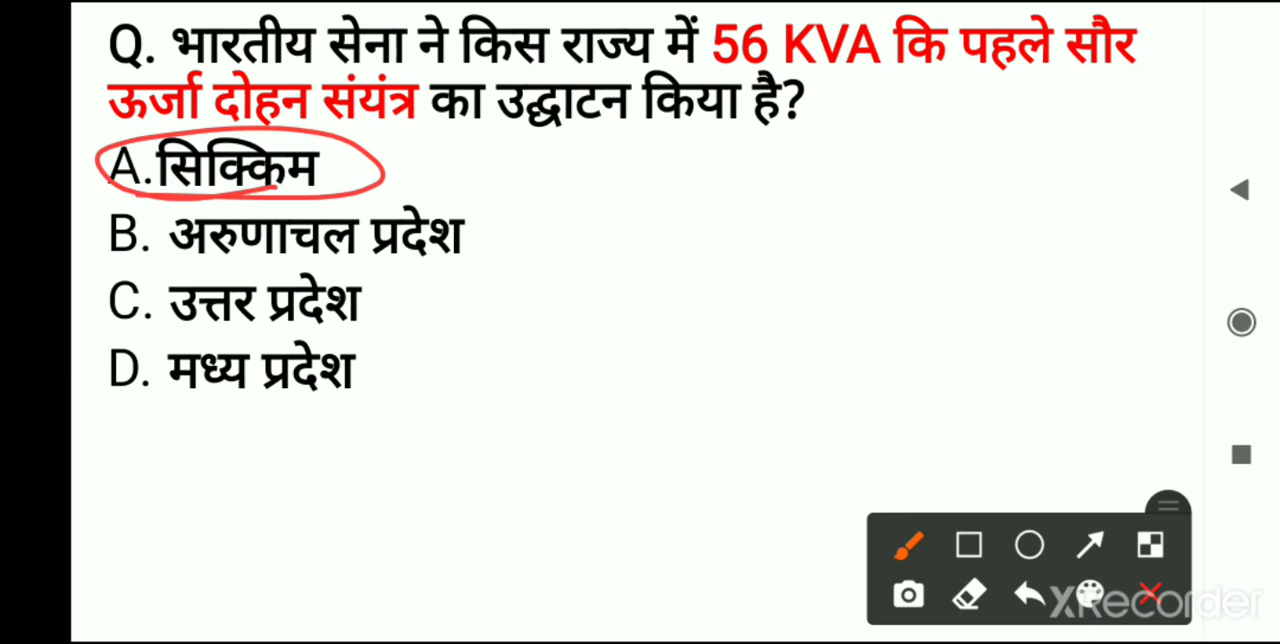 Q. भारतीय सेना ने किस राज्य में 56 KVA कि पहले सौर
ऊर्जा दोहन संयंत्र का उद्घाटन किया है?
A.सिक्किम
B. अरुणाचल प्रदेश
C. उत्तर प्रदेश
D. मध्य प्रदेश
XRecorder